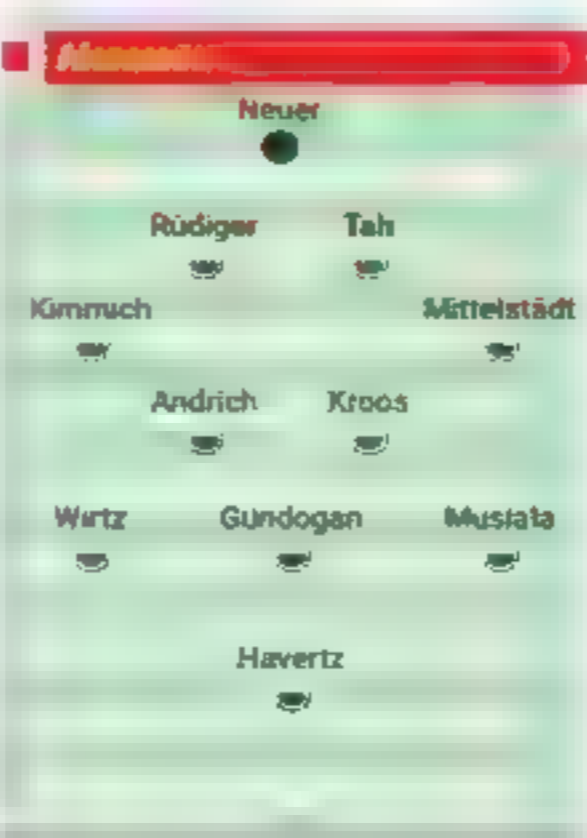 Neuer
Rüdiger Tah
Kimmich Mittelstädt
Andrich Kroos
Wirtz Gundogan Musiala
Havertz